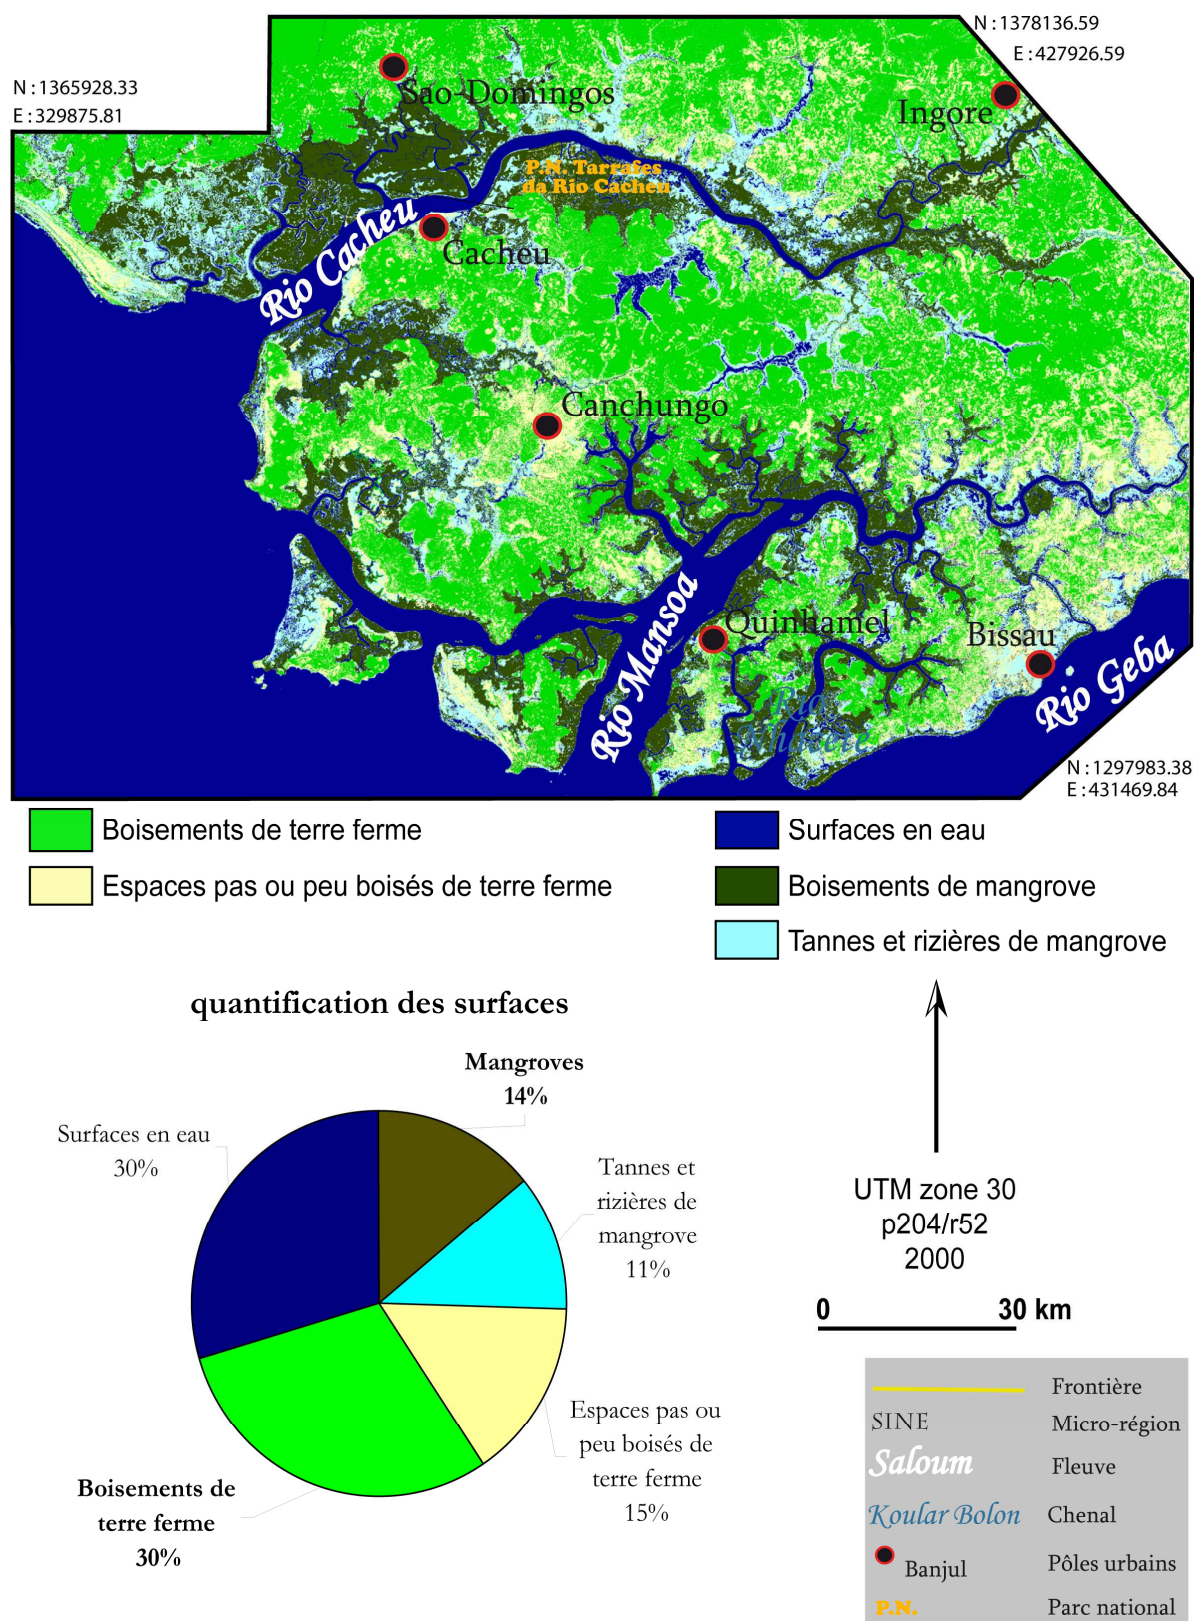 N : 1378136.59
E : 427926.59
N : 1365928.33
E : 329875.81
Sao-Domingos
Ingore
P.N. Tarrafes
da Rio Cacheu
Rio Cacheu
Cacheu
Canchungo
Rio Mansoa
Quinhamel
Bissau
Rio Geba
Rio
N : 1297983.38
E : 431469.84
Boisements de terre ferme
Surfaces en eau
Espaces pas ou peu boisés de terre ferme
Boisements de mangrove
Tannes et rizières de mangrove
quantification des surfaces
Mangroves
14%
Surfaces en eau
30%
Tannes et
rizières de
mangrove
11%
Espaces pas ou
peu boisés de
terre ferme
15%
Boisements de
terre ferme
30%
UTM zone 30
p204/r52
2000
0 30 km
Frontière
SINE Micro-région
Saloum Fleuve
Koular Bolon Chenal
Banjul Pôles urbains
P.N. Parc national